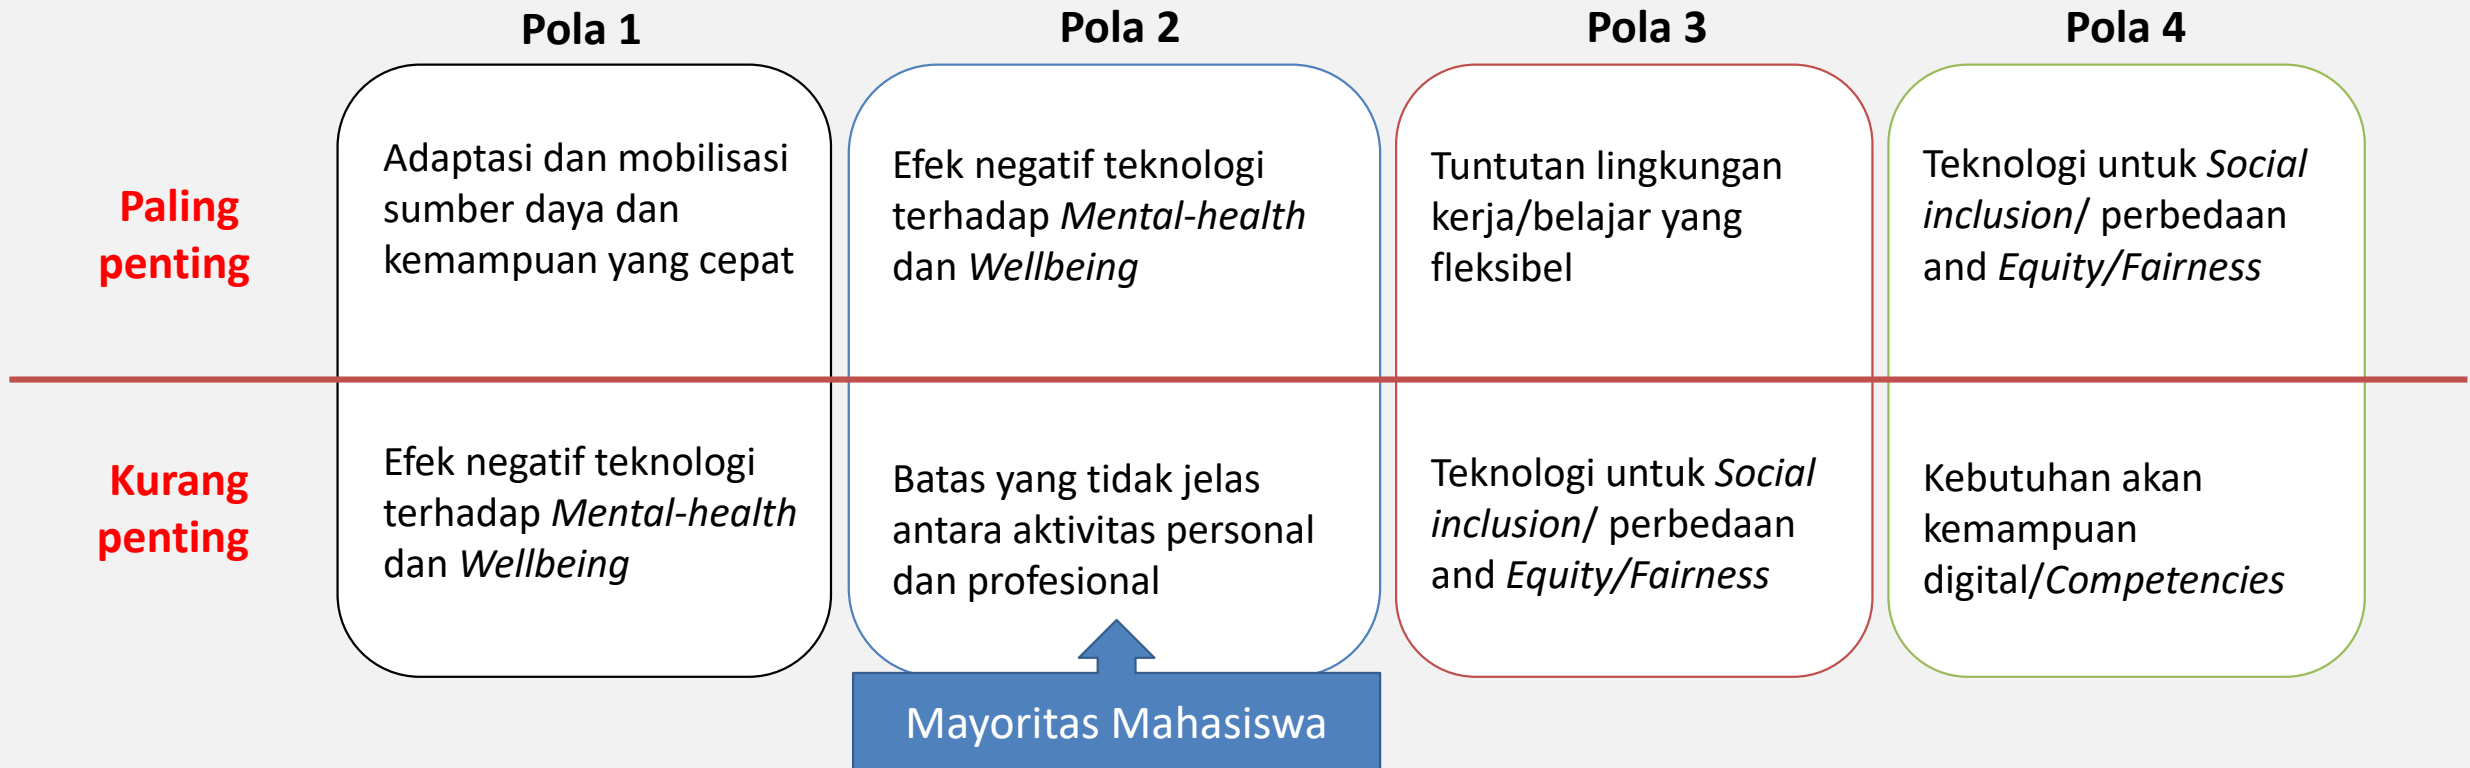 Pola 1
Pola 2
Pola 3
Pola 4
Paling
penting
Adaptasi dan mobilisasi
sumber daya dan
kemampuan yang cepat
Efek negatif teknologi
terhadap Mental-health
dan Wellbeing
Tuntutan lingkungan
kerja/belajar yang
fleksibel
Teknologi untuk Social
inclusion/ perbedaan
and Equity/Fairness
Kurang
penting
Efek negatif teknologi
terhadap Mental-health
dan Wellbeing
Batas yang tidak jelas
antara aktivitas personal
dan profesional
Teknologi untuk Social
inclusion/ perbedaan
and Equity/Fairness
Kebutuhan akan
kemampuan
digital/Competencies
Mayoritas Mahasiswa